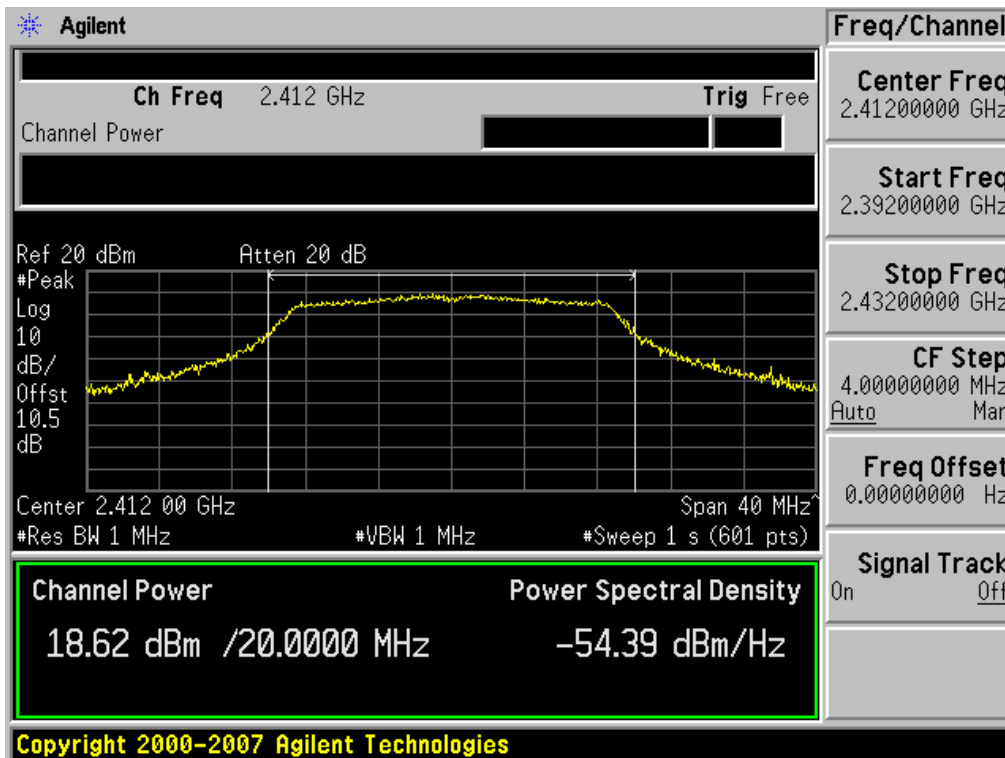 Agilent
Freq/Channel
Ch Freq 2.412 GHz Trig Free
Channel Power
Center Freq
2.41200000 GHz
Start Freq
2.39200000 GHz
Stop Freq
2.43200000 GHz
CF Step
4.00000000 MHz
Auto Man
Freq Offset
0.00000000 Hz
Signal Track
On Off
Ref 20 dBm Atten 20 dB
#Peak
Log
10
dB/
Offst
10.5
dB
Center 2.412 00 GHz Span 40 MHz^
#Res BW 1 MHz #VBW 1 MHz #Sweep 1 s (601 pts)
Channel Power Power Spectral Density
18.62 dBm /20.0000 MHz -54.39 dBm/Hz
Copyright 2000-2007 Agilent Technologies